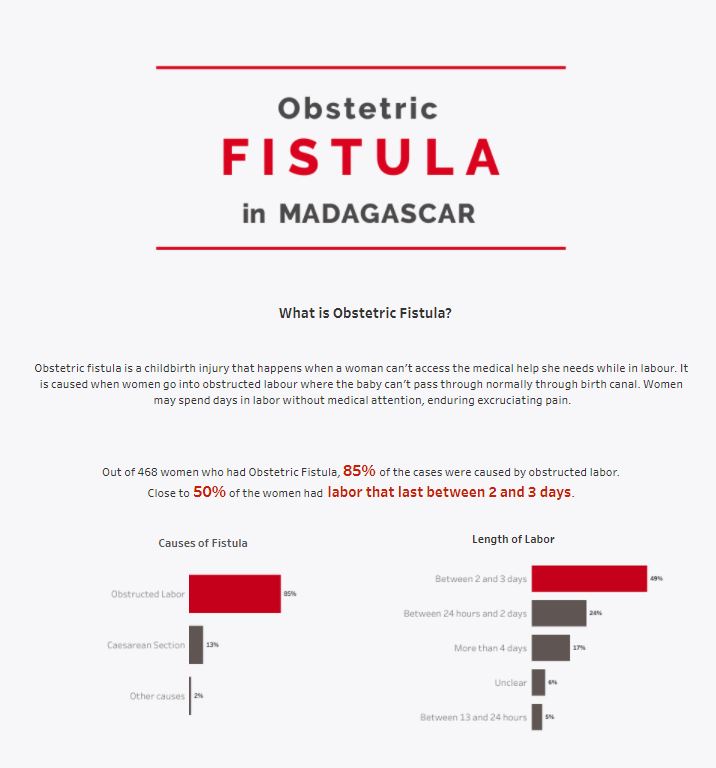 Obstetric
FISTULA
in MADAGASCAR
What is Obstetric Fistula?
Obstetric fistula is a childbirth injury that happens when a woman can't access the medical help she needs while in labour. It
is caused when women go into obstructed labour where the baby can't pass through normally through birth canal. Women
may spend days in labor without medical attention, enduring excruciating pain.
Out of 468 women who had Obstetric Fistula, 85% of the cases were caused by obstructed labor.
Close to 50% of the women had labor that last between 2 and 3 days.
Causes of Fistula
Obstructed Labor 85%
Caesarean Section 13%
Other causes 2%
Length of Labor
Between 2 and 3 days 49%
Between 24 hours and 2 days 24%
More than 4 days 17%
Unclear 6%
Between 13 and 24 hours 5%